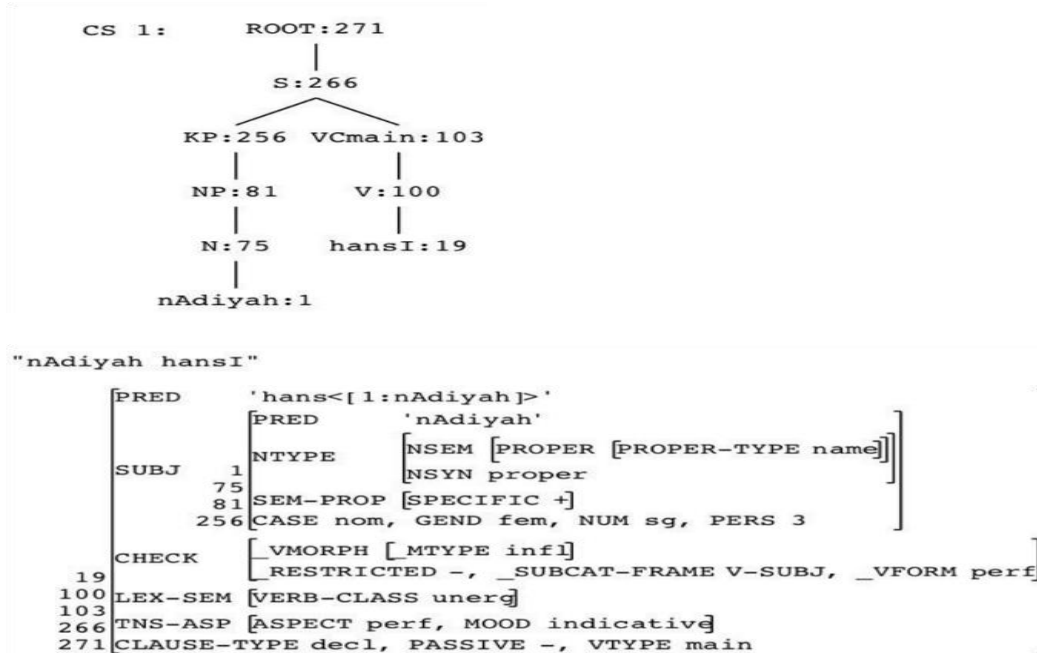 CS 1: ROOT:271
S:266
KP:256 VCmain:103
NP:81 V:100
N:75 hansI:19
nAdiyah:1
"nAdiyah hansI"
PRED 'hans<[1:nAdiyah]>'
PRED 'nAdiyah'
NSEM [PROPER [PROPER-TYPE name]]
NTYPE
SUBJ 1
NSYN proper
75
81 SEM-PROP [SPECIFIC +]
256 CASE nom, GEND fem, NUM sg, PERS 3
_VMORPH [_MTYPE infl]
CHECK
_RESTRICTED -, _SUBCAT-FRAME V-SUBJ, _VFORM perf
19
100 LEX-SEM [VERB-CLASS unerg]
103
266 TNS-ASP [ASPECT perf, MOOD indicative]
271 CLAUSE-TYPE decl, PASSIVE -, VTYPE main